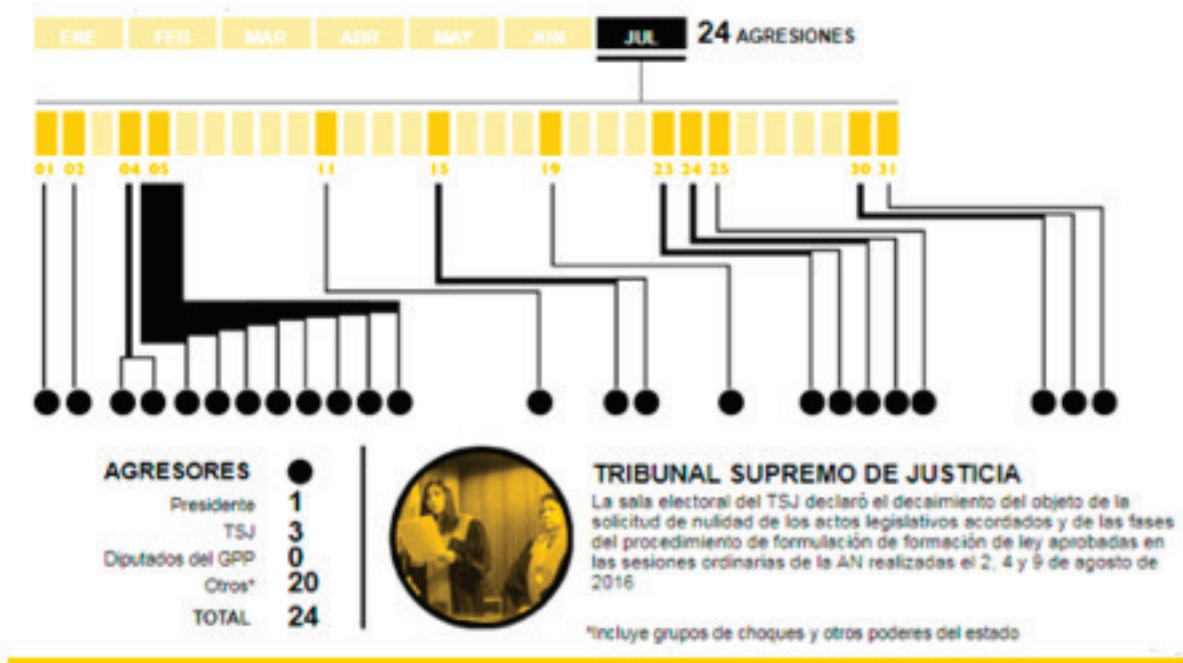 ENE FEB MAR ABR MAY JUN JUL 24 AGRESIONES
01 02 04 05 11 15 19 23 24 25 30 31
AGRESORES
Presidente 1
TSJ 3
Diputados del GPP 0
Otros* 20
TOTAL 24
TRIBUNAL SUPREMO DE JUSTICIA
La sala electoral del TSJ declaró el decaimiento del objeto de la
solicitud de nulidad de los actos legislativos acordados y de las fases
del procedimiento de formulación de formación de ley aprobadas en
las sesiones ordinarias de la AN realizadas el 2, 4 y 9 de agosto de
2016
*Incluye grupos de choques y otros poderes del estado